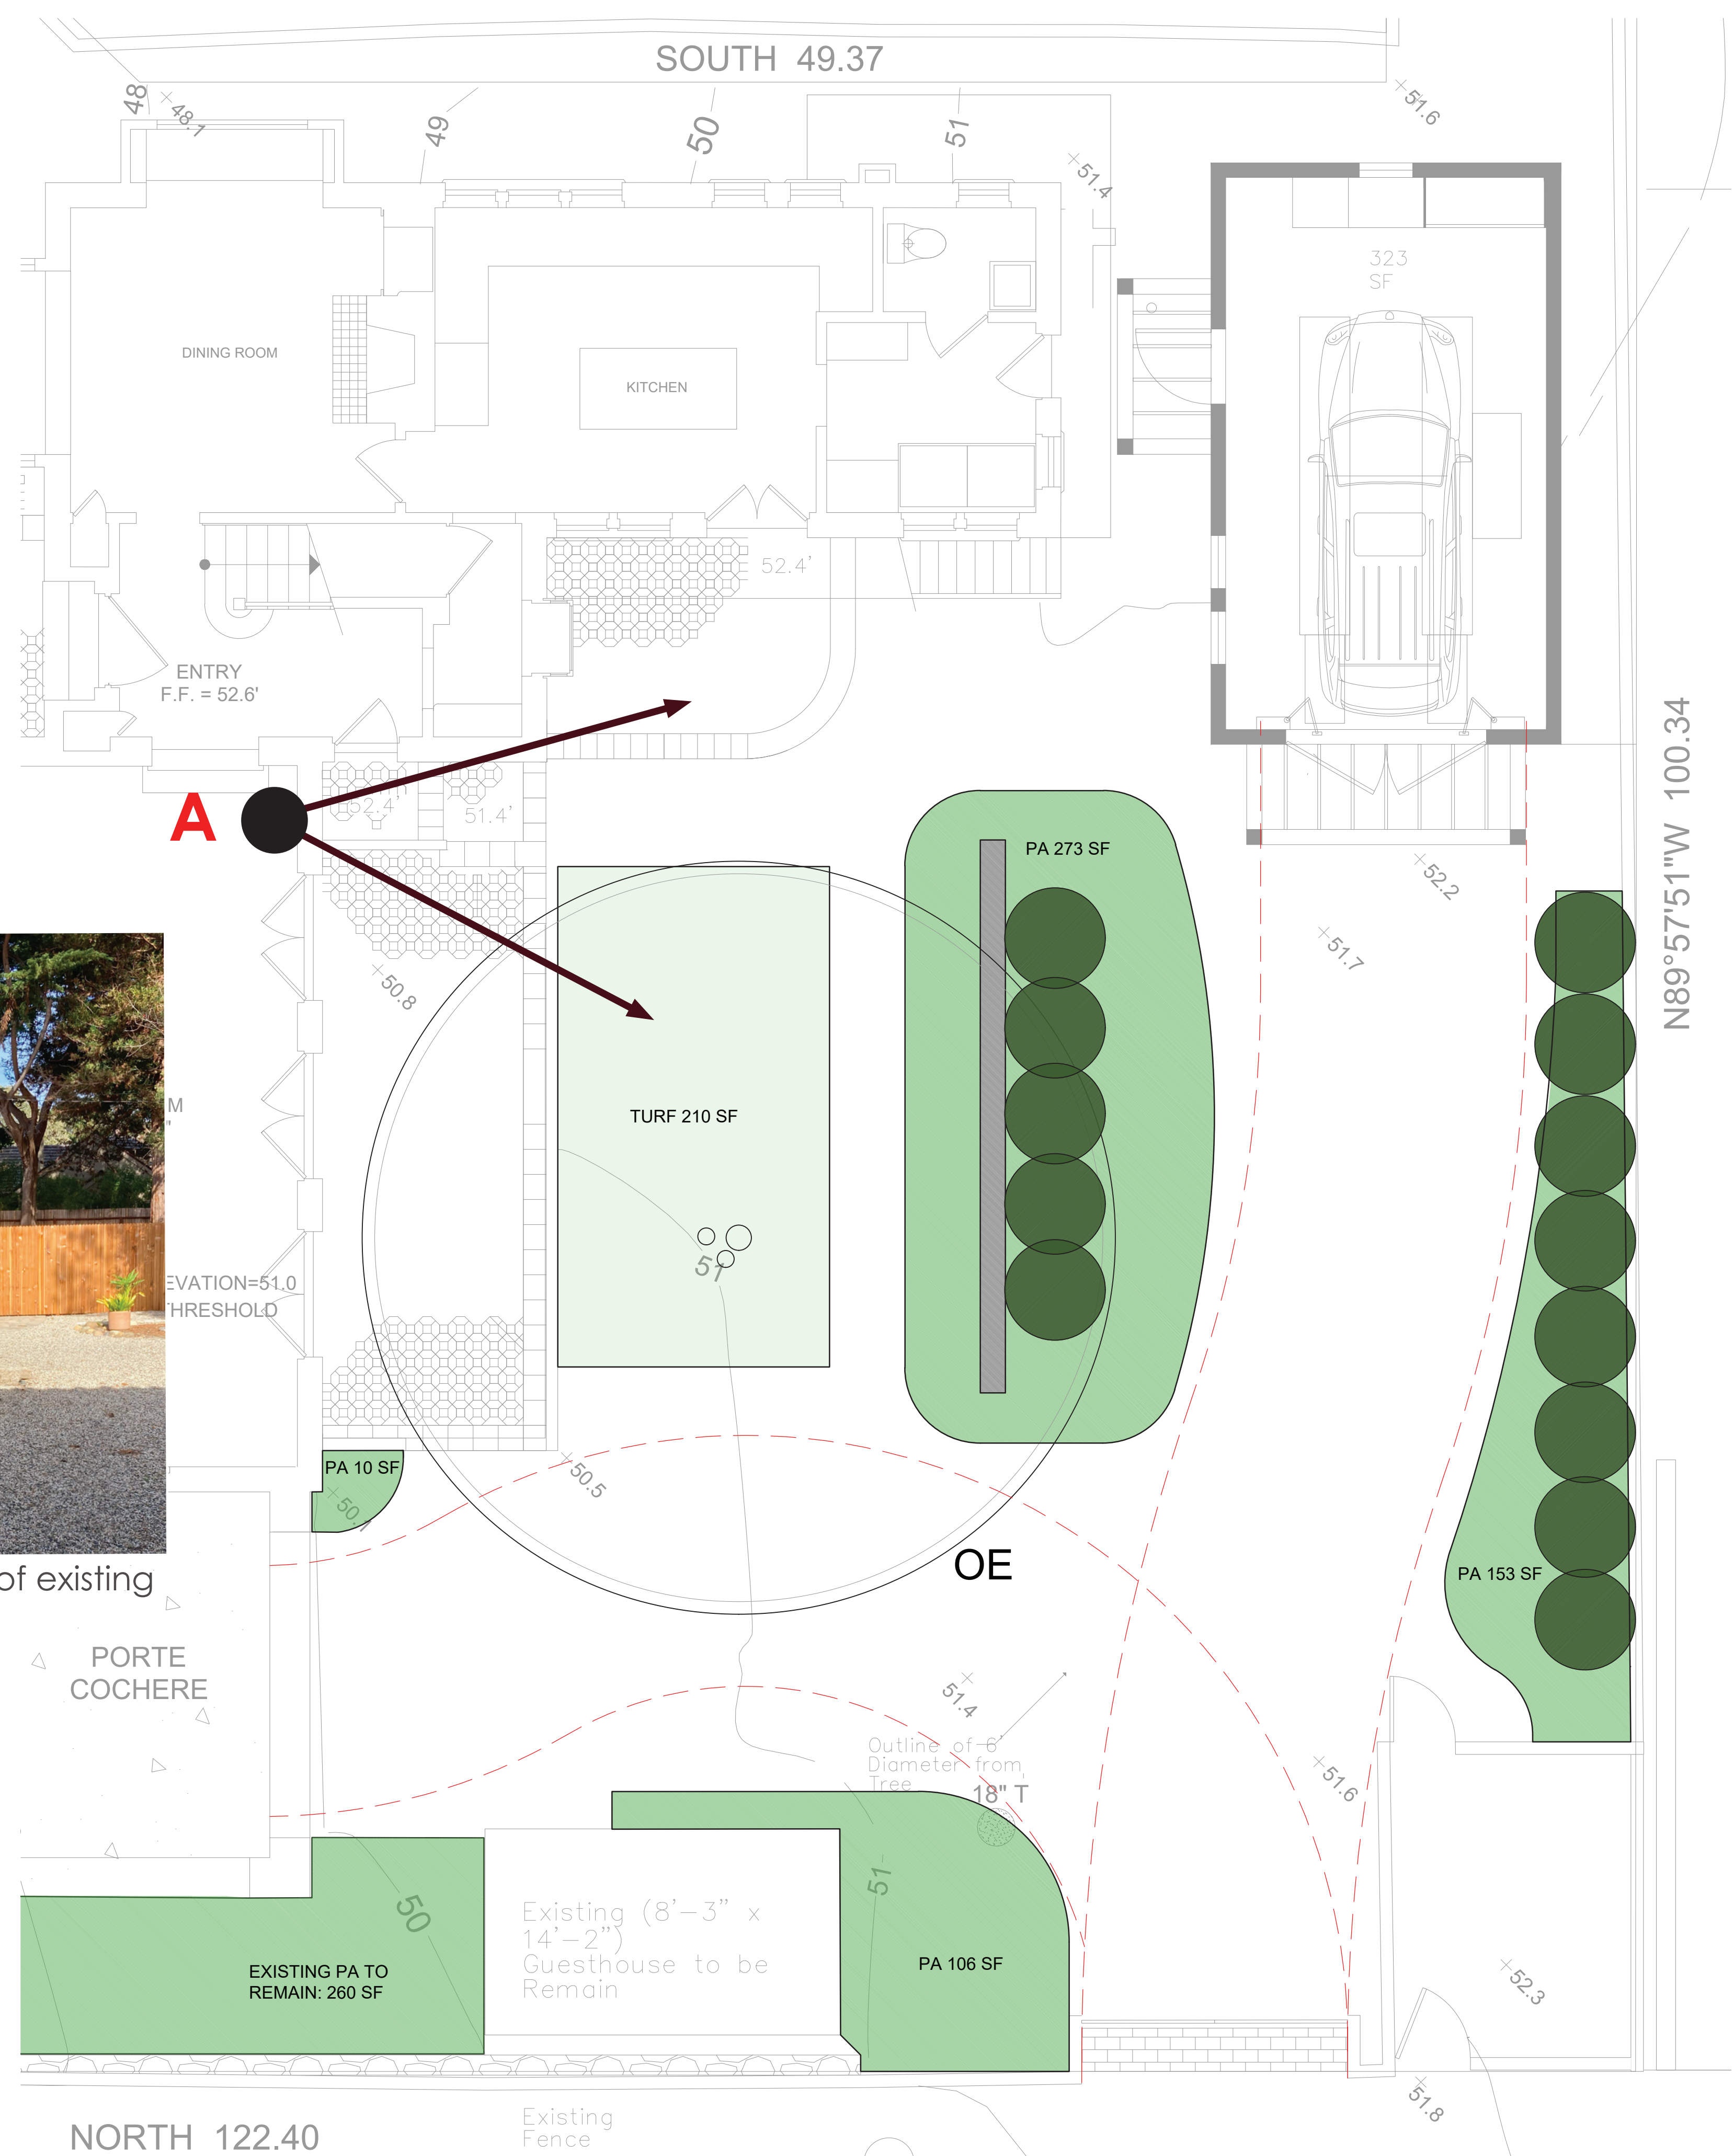 SOUTH 49.37
48
48.1
49
50
51
51.4
51.6
323
SF
DINING ROOM
KITCHEN
52.4'
ENTRY
F.F. = 52.6'
A
52.4'
51.4'
PA 273 SF
52.2
51.7
N89°57'51"W 100.34
50.8
TURF 210 SF
M
51
EVATION=51.0
THRESHOLD
PA 10 SF
50.1
50.5
OE
of existing
PA 153 SF
PORTE
COCHERE
51.4
Outline of 6'
Diameter from
Tree
18" T
51.6
51
50
Existing (8'-3" x
14'-2")
Guesthouse to be
Remain
EXISTING PA TO
REMAIN: 260 SF
PA 106 SF
52.3
51.8
NORTH 122.40
Existing
Fence